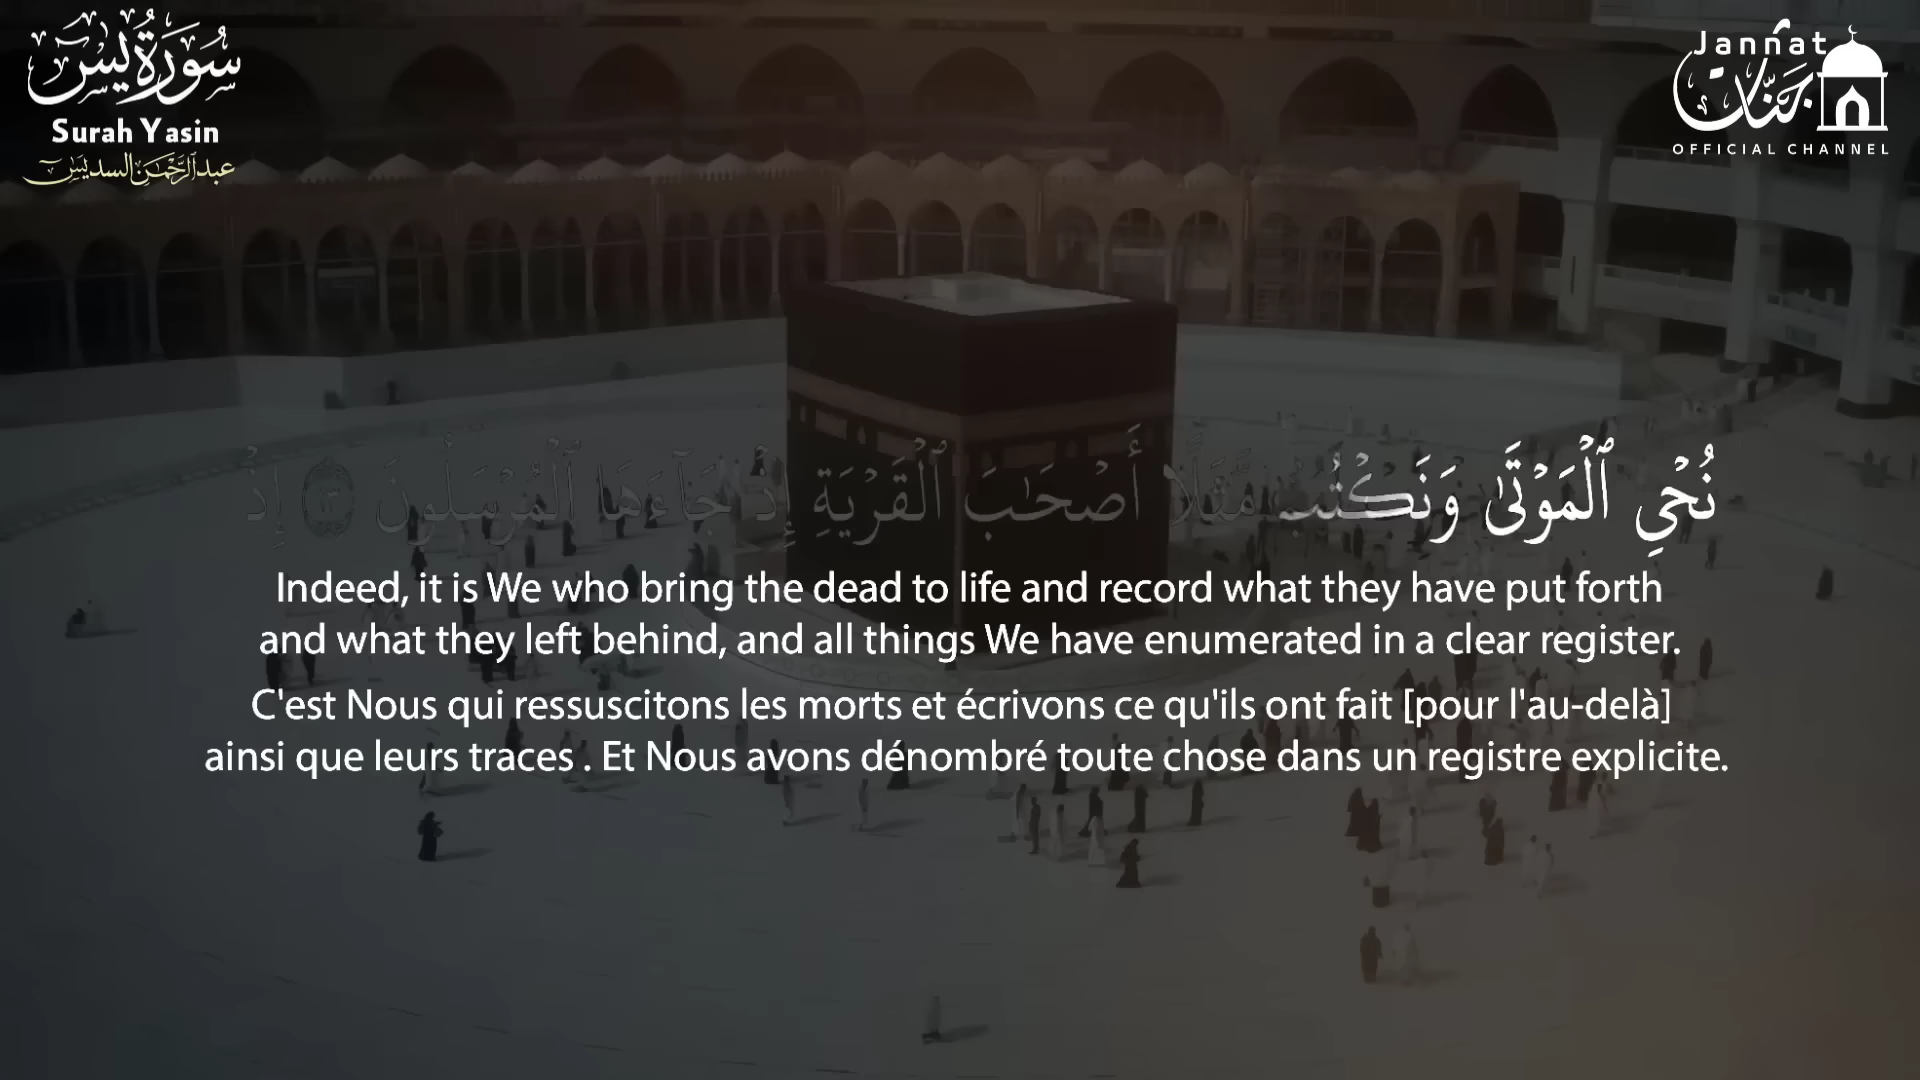 سورة يس
Surah Yasin
عبد الرحمن السديس
Jannat
جنات
OFFICIAL CHANNEL
نُحْىِ ٱلْمَوْتَىٰ وَنَكْتُبُ مَّثَلًا أَصْحَـٰبَ ٱلْقَرْيَةِ إِذْ جَآءَهَا ٱلْمُرْسَلُونَ ١٣ إِذْ
Indeed, it is We who bring the dead to life and record what they have put forth
and what they left behind, and all things We have enumerated in a clear register.
C'est Nous qui ressuscitons les morts et écrivons ce qu'ils ont fait [pour l'au-delà]
ainsi que leurs traces . Et Nous avons dénombré toute chose dans un registre explicite.